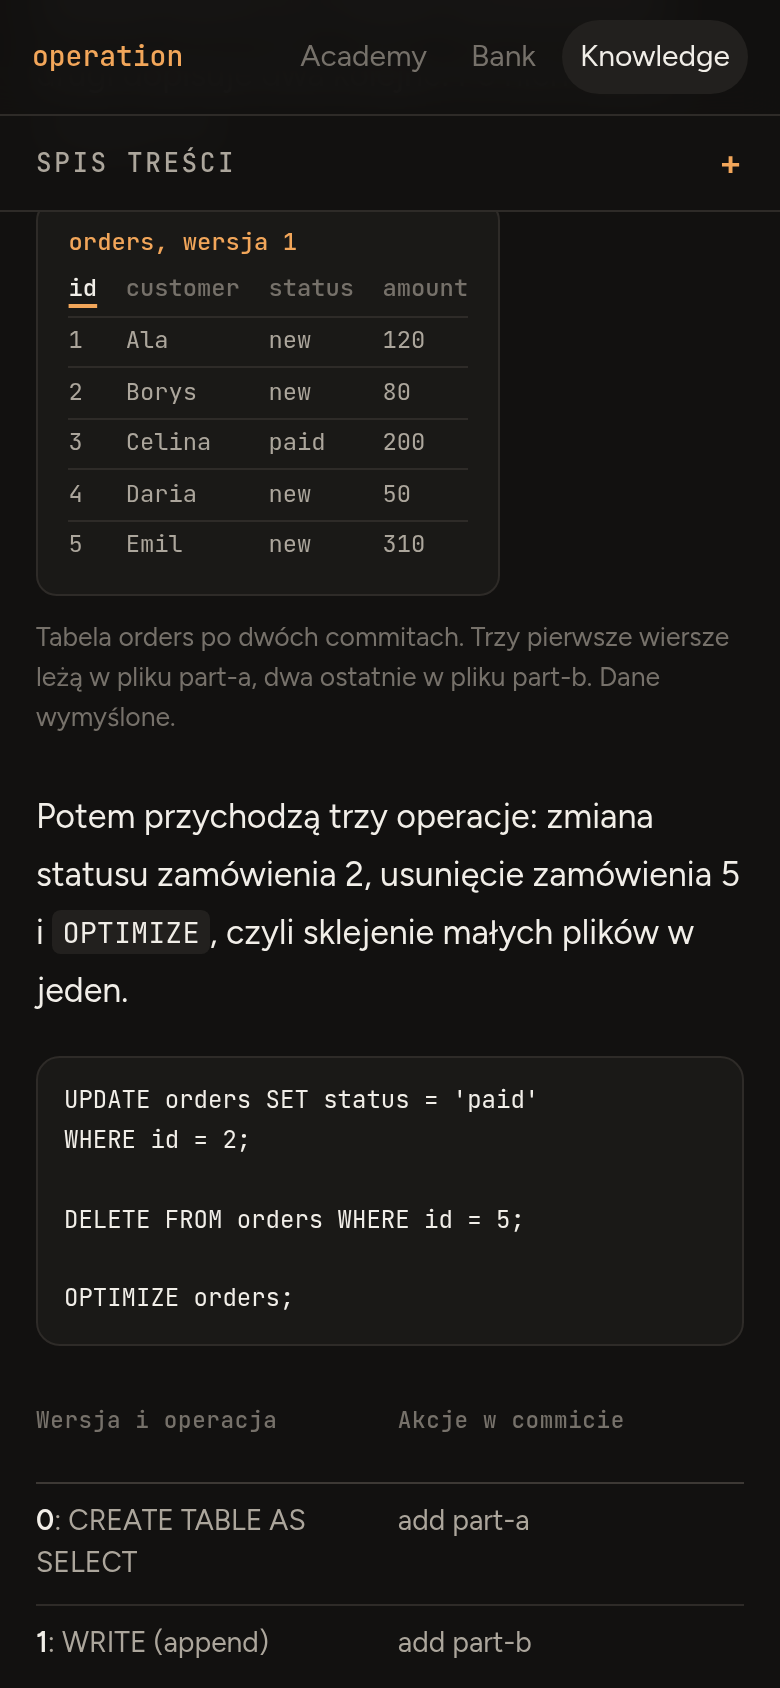 operation Academy Bank Knowledge
SPIS TREŚCI +
orders, wersja 1
id customer status amount
1 Ala new 120
2 Borys new 80
3 Celina paid 200
4 Daria new 50
5 Emil new 310
Tabela orders po dwóch commitach. Trzy pierwsze wiersze
leżą w pliku part-a, dwa ostatnie w pliku part-b. Dane
wymyślone.
Potem przychodzą trzy operacje: zmiana
statusu zamówienia 2, usunięcie zamówienia 5
i OPTIMIZE, czyli sklejenie małych plików w
jeden.
UPDATE orders SET status = 'paid'
WHERE id = 2;
DELETE FROM orders WHERE id = 5;
OPTIMIZE orders;
Wersja i operacja Akcje w commicie
0: CREATE TABLE AS add part-a
SELECT
1: WRITE (append) add part-b